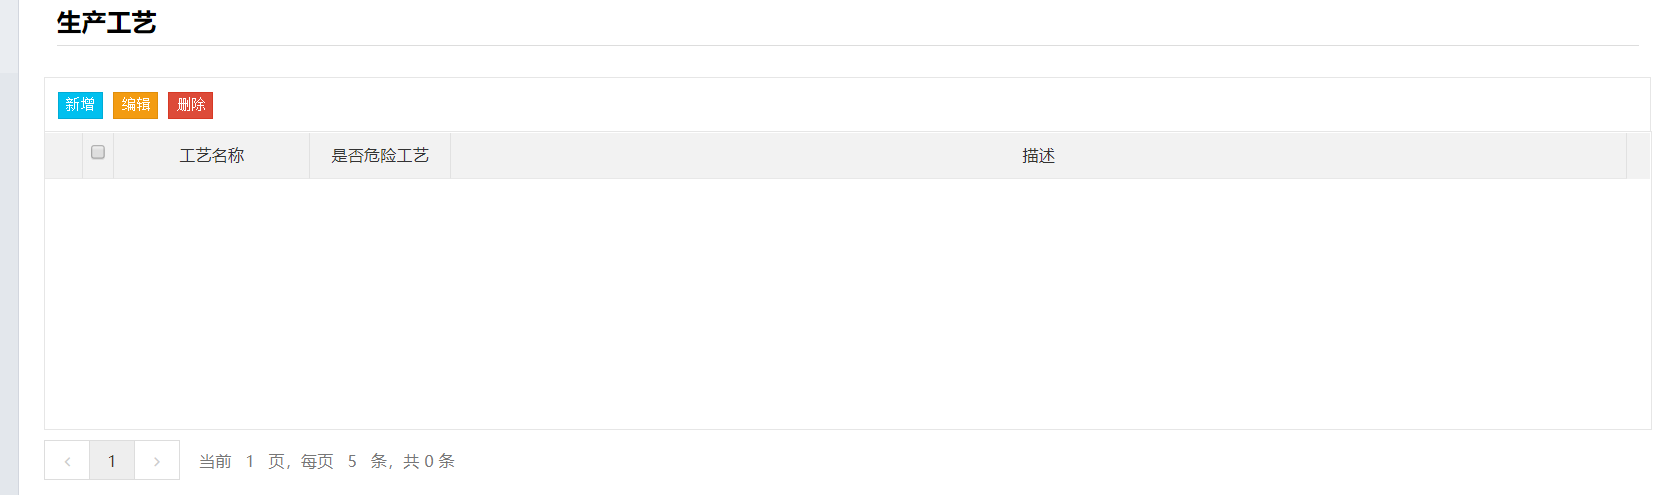 生产工艺
新增 编辑 删除
工艺名称 是否危险工艺 描述
1 当前 1 页，每页 5 条，共 0 条